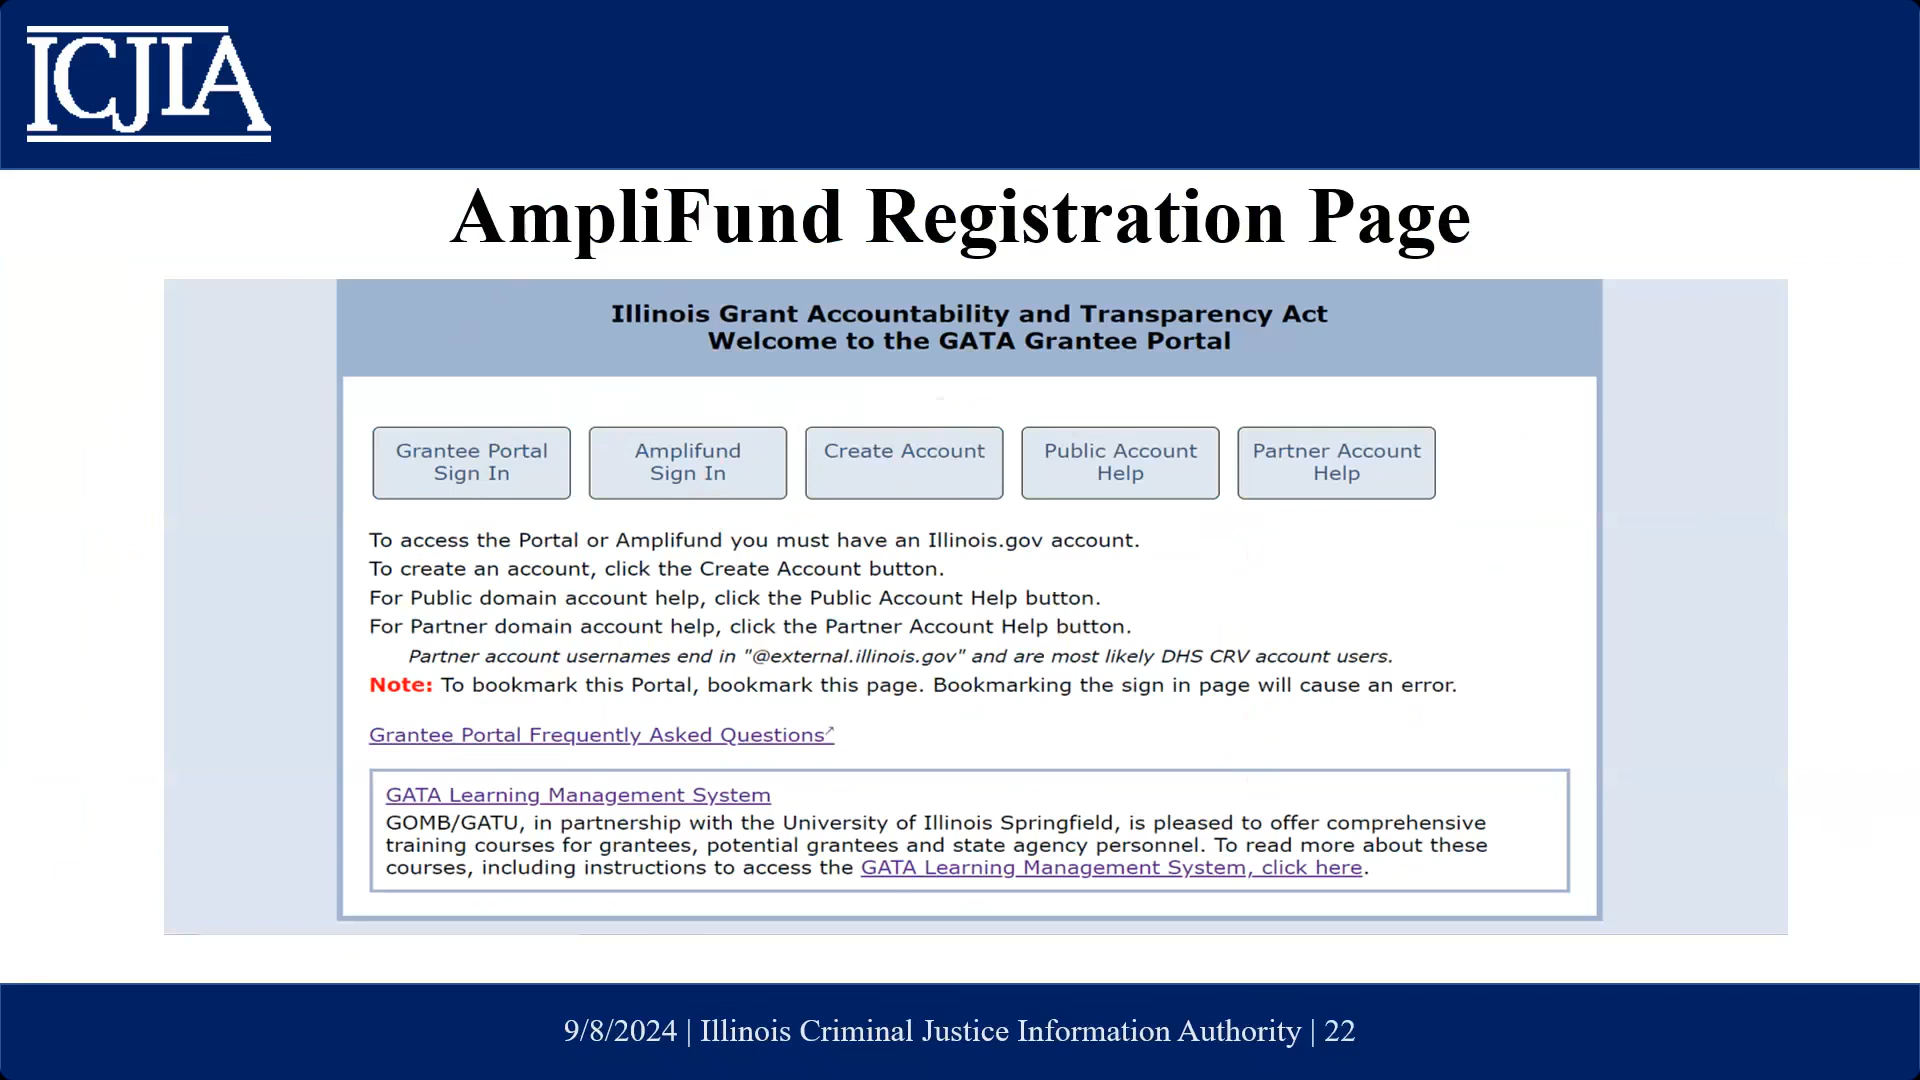 ICJIA
AmpliFund Registration Page
Illinois Grant Accountability and Transparency Act
Welcome to the GATA Grantee Portal
Grantee Portal
Sign In
Amplifund
Sign In
Create Account
Public Account
Help
Partner Account
Help
To access the Portal or Amplifund you must have an Illinois.gov account.
To create an account, click the Create Account button.
For Public domain account help, click the Public Account Help button.
For Partner domain account help, click the Partner Account Help button.
Partner account usernames end in "@external.illinois.gov" and are most likely DHS CRV account users.
Note: To bookmark this Portal, bookmark this page. Bookmarking the sign in page will cause an error.
Grantee Portal Frequently Asked Questions
GATA Learning Management System
GOMB/GATU, in partnership with the University of Illinois Springfield, is pleased to offer comprehensive
training courses for grantees, potential grantees and state agency personnel. To read more about these
courses, including instructions to access the GATA Learning Management System, click here.
9/8/2024 | Illinois Criminal Justice Information Authority | 22